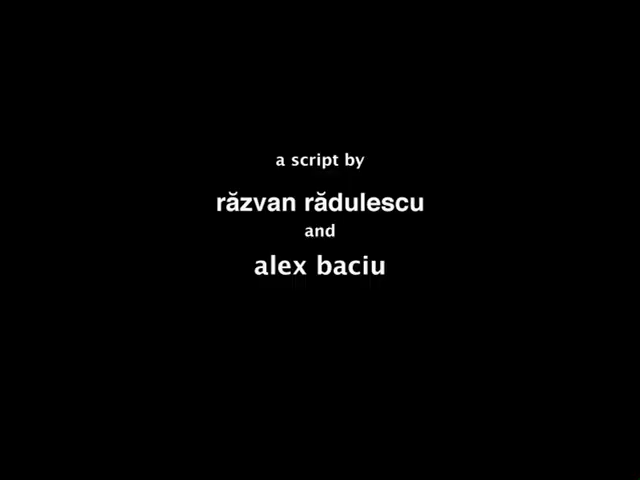 a script by
răzvan rădulescu
and
alex baciu